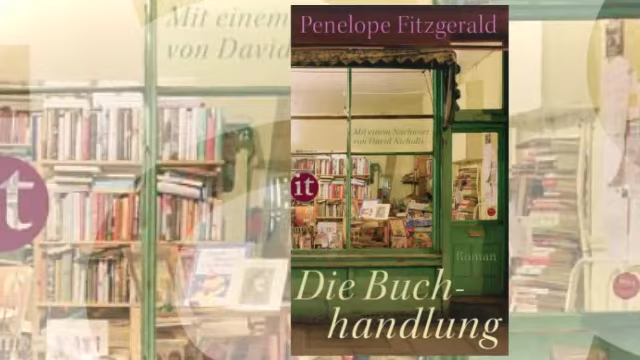 Mit einem
von David
t
Penelope Fitzgerald
Mit einem Nachwort
von David Nicholls
it
Roman
Die Buch-
handlung